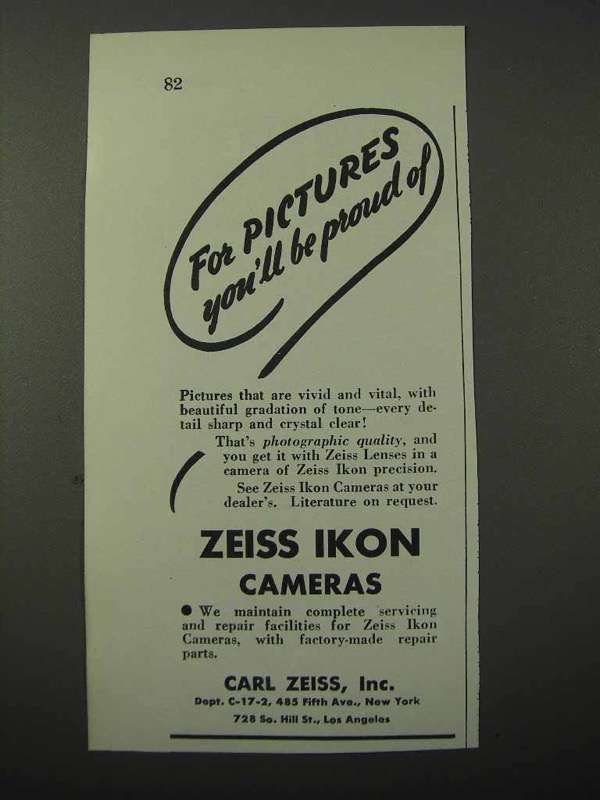 82
For PICTURES
you'll be proud of
Pictures that are vivid and vital, with
beautiful gradation of tone—every de-
tail sharp and crystal clear!
That's photographic quality, and
you get it with Zeiss Lenses in a
camera of Zeiss Ikon precision.
See Zeiss Ikon Cameras at your
dealer's. Literature on request.
ZEISS IKON
CAMERAS
● We maintain complete servicing
and repair facilities for Zeiss Ikon
Cameras, with factory-made repair
parts.
CARL ZEISS, Inc.
Dept. C-17-2, 485 Fifth Ave., New York
728 So. Hill St., Los Angeles